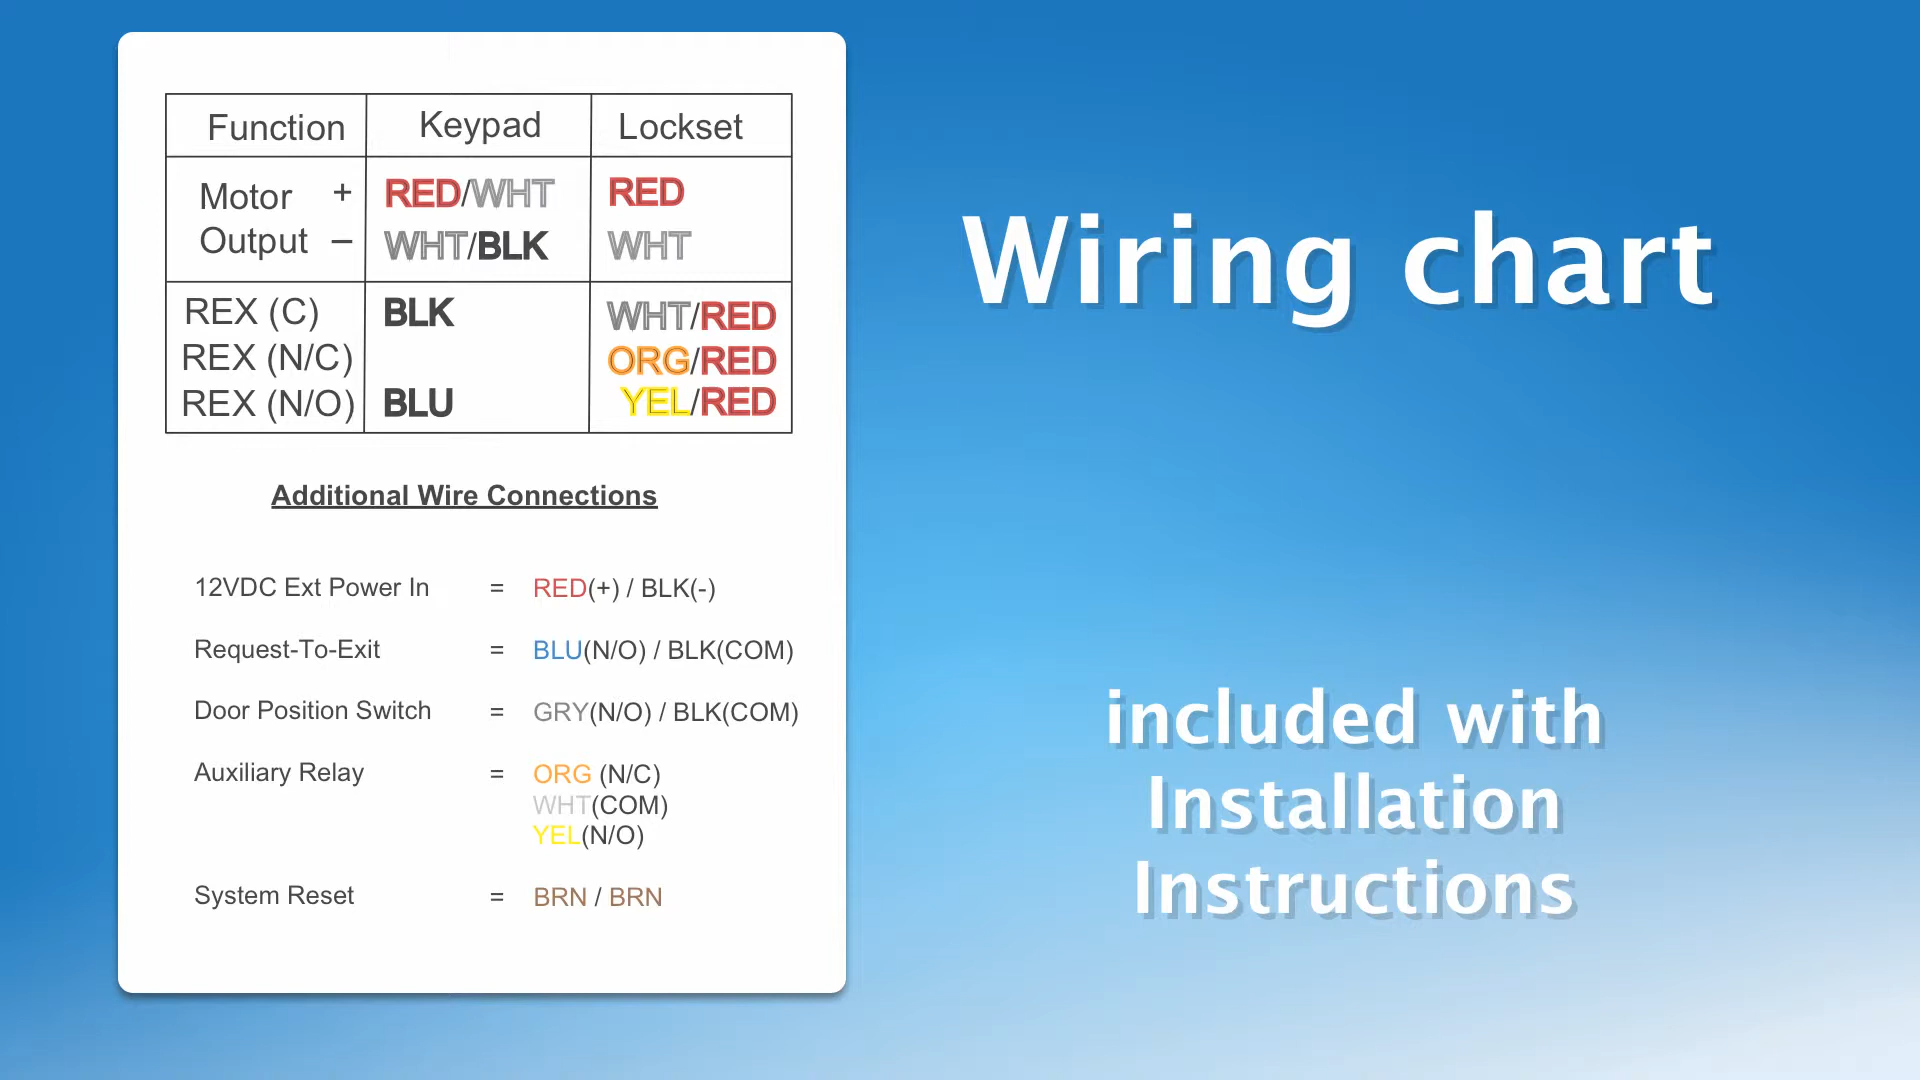 Function Keypad Lockset
Motor + RED/WHT RED
Output – WHT/BLK WHT
REX (C) BLK WHT/RED
REX (N/C) ORG/RED
REX (N/O) BLU YEL/RED
Additional Wire Connections
12VDC Ext Power In = RED(+) / BLK(-)
Request-To-Exit = BLU(N/O) / BLK(COM)
Door Position Switch = GRY(N/O) / BLK(COM)
Auxiliary Relay = ORG (N/C)
WHT(COM)
YEL(N/O)
System Reset = BRN / BRN
Wiring chart
included with
Installation
Instructions